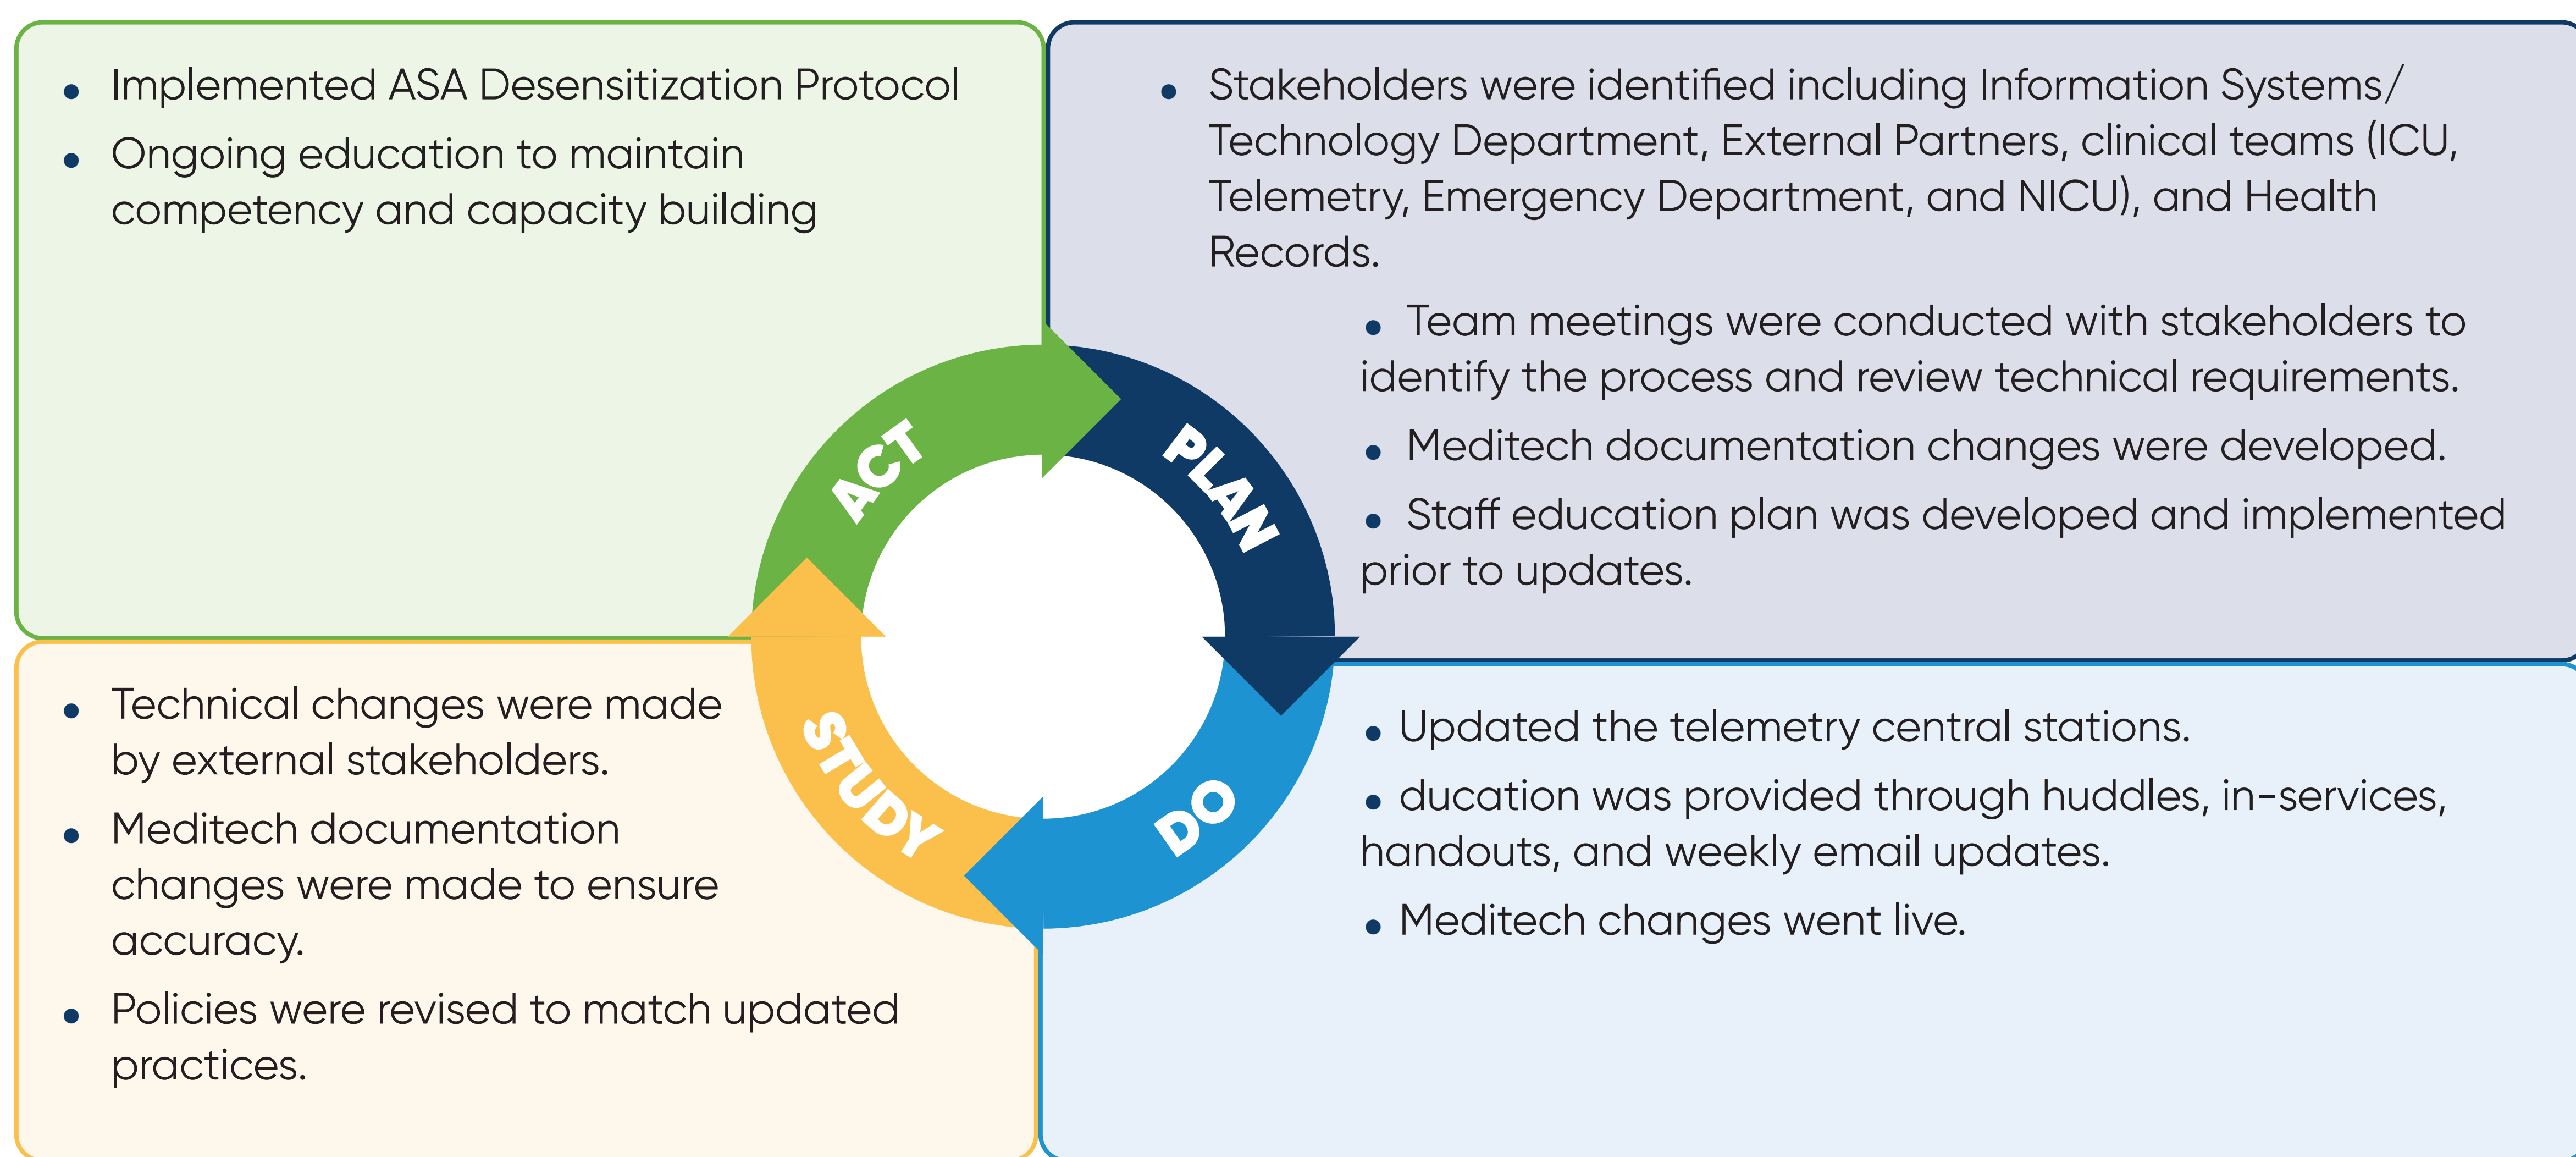 • Implemented ASA Desensitization Protocol
• Ongoing education to maintain
competency and capacity building
• Stakeholders were identified including Information Systems/
Technology Department, External Partners, clinical teams (ICU,
Telemetry, Emergency Department, and NICU), and Health
Records.
• Team meetings were conducted with stakeholders to
identify the process and review technical requirements.
• Meditech documentation changes were developed.
• Staff education plan was developed and implemented
prior to updates.
ACT
PLAN
STUDY
DO
• Technical changes were made
by external stakeholders.
• Meditech documentation
changes were made to ensure
accuracy.
• Policies were revised to match updated
practices.
• Updated the telemetry central stations.
• ducation was provided through huddles, in-services,
handouts, and weekly email updates.
• Meditech changes went live.